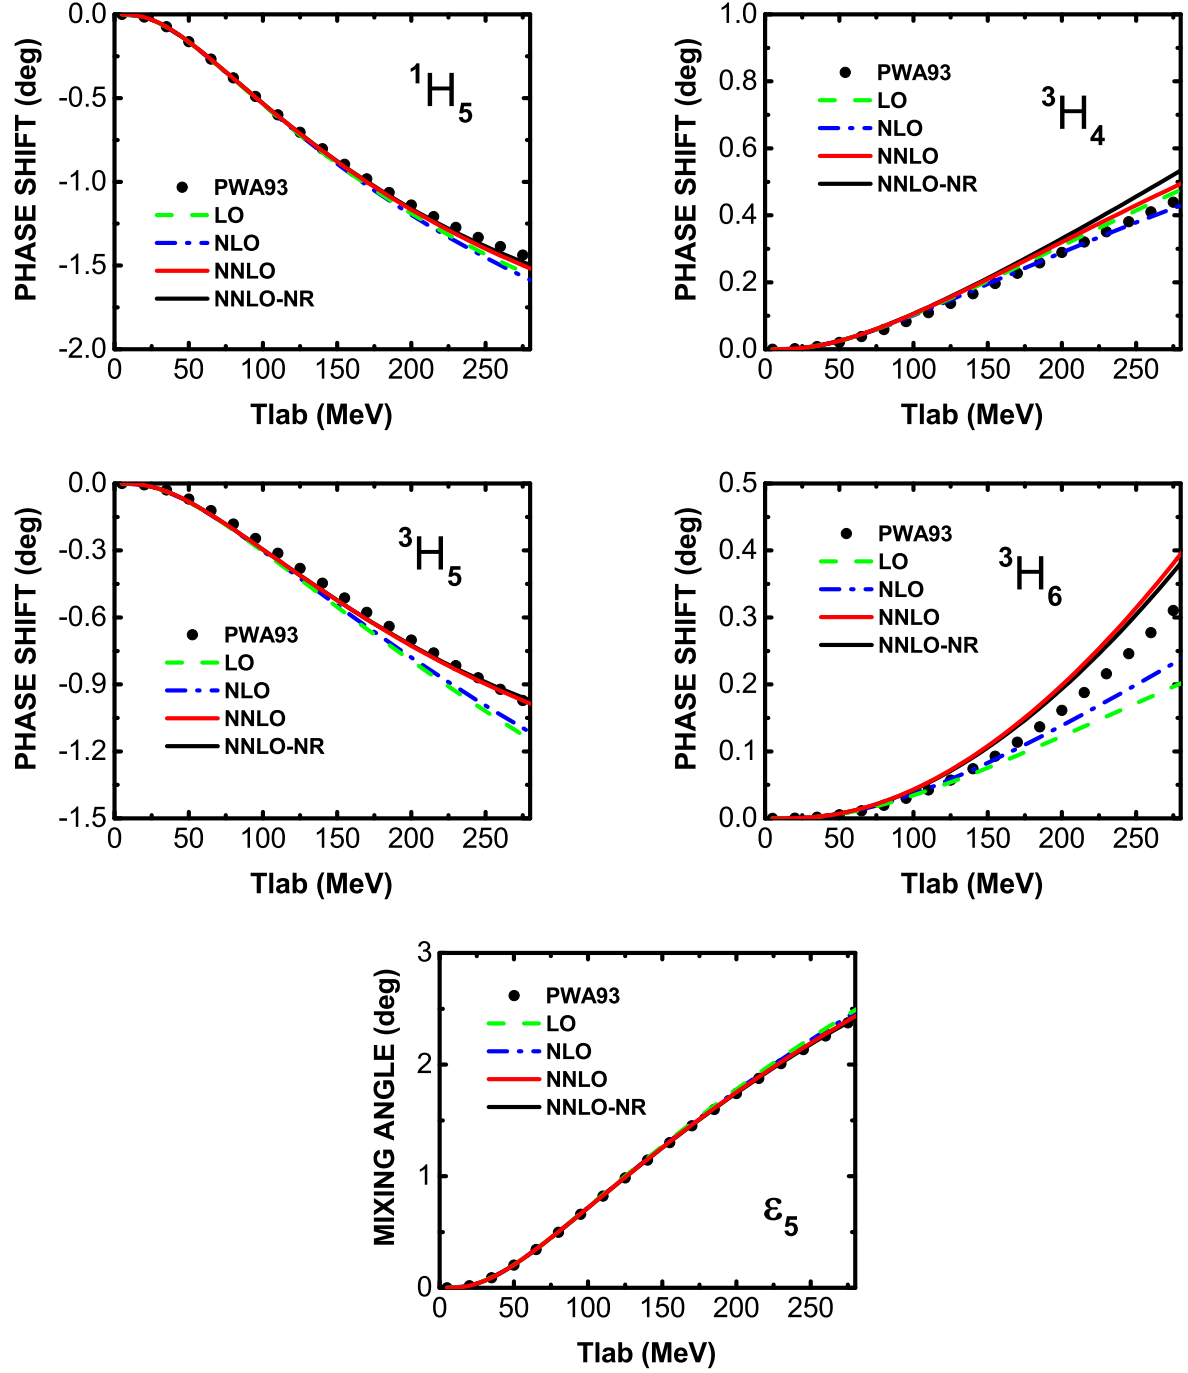 0.0
-0.5
-1.0
-1.5
-2.0
PHASE SHIFT (deg)
¹H₅
PWA93
LO
NLO
NNLO
NNLO-NR
0 50 100 150 200 250
Tlab (MeV)
1.0
0.8
0.6
0.4
0.2
0.0
PHASE SHIFT (deg)
PWA93
LO
NLO
NNLO
NNLO-NR
³H₄
0 50 100 150 200 250
Tlab (MeV)
0.0
-0.3
-0.6
-0.9
-1.2
-1.5
PHASE SHIFT (deg)
³H₅
PWA93
LO
NLO
NNLO
NNLO-NR
0 50 100 150 200 250
Tlab (MeV)
0.5
0.4
0.3
0.2
0.1
0.0
PHASE SHIFT (deg)
PWA93
LO
NLO
NNLO
NNLO-NR
³H₆
0 50 100 150 200 250
Tlab (MeV)
3
2
1
0
MIXING ANGLE (deg)
PWA93
LO
NLO
NNLO
NNLO-NR
ε₅
0 50 100 150 200 250
Tlab (MeV)